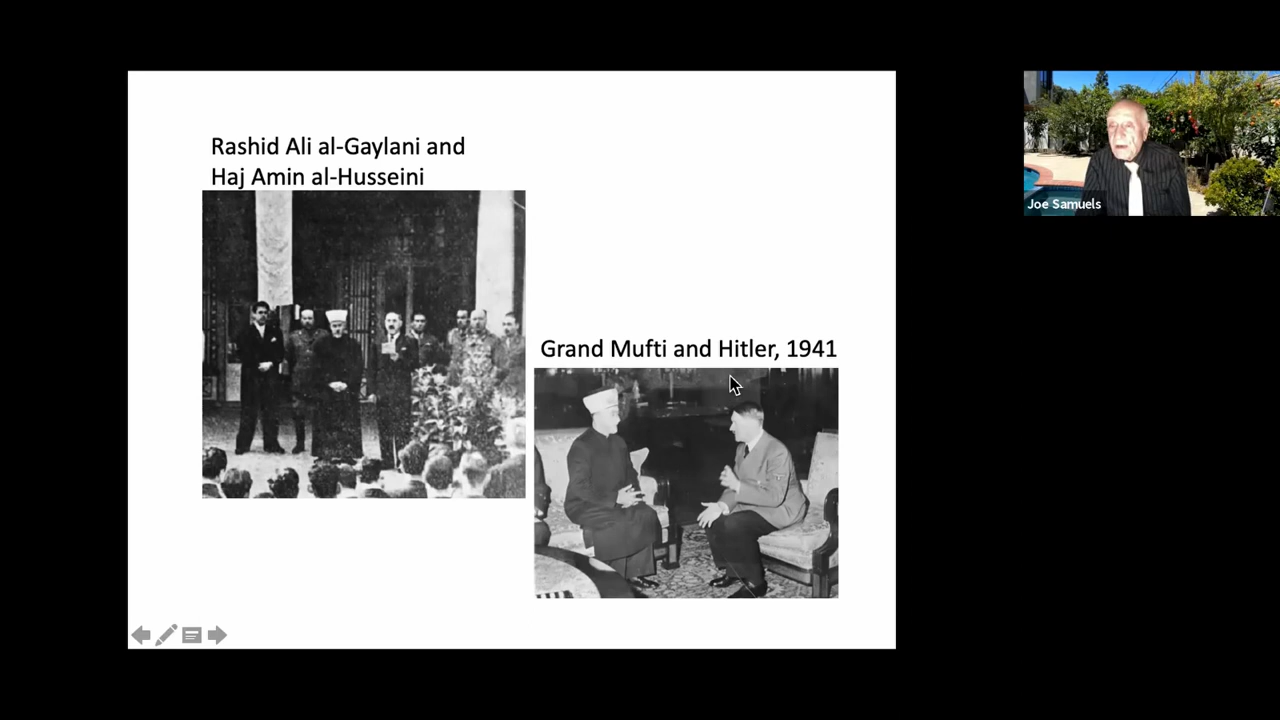 Rashid Ali al-Gaylani and
Haj Amin al-Husseini
Grand Mufti and Hitler, 1941
Joe Samuels